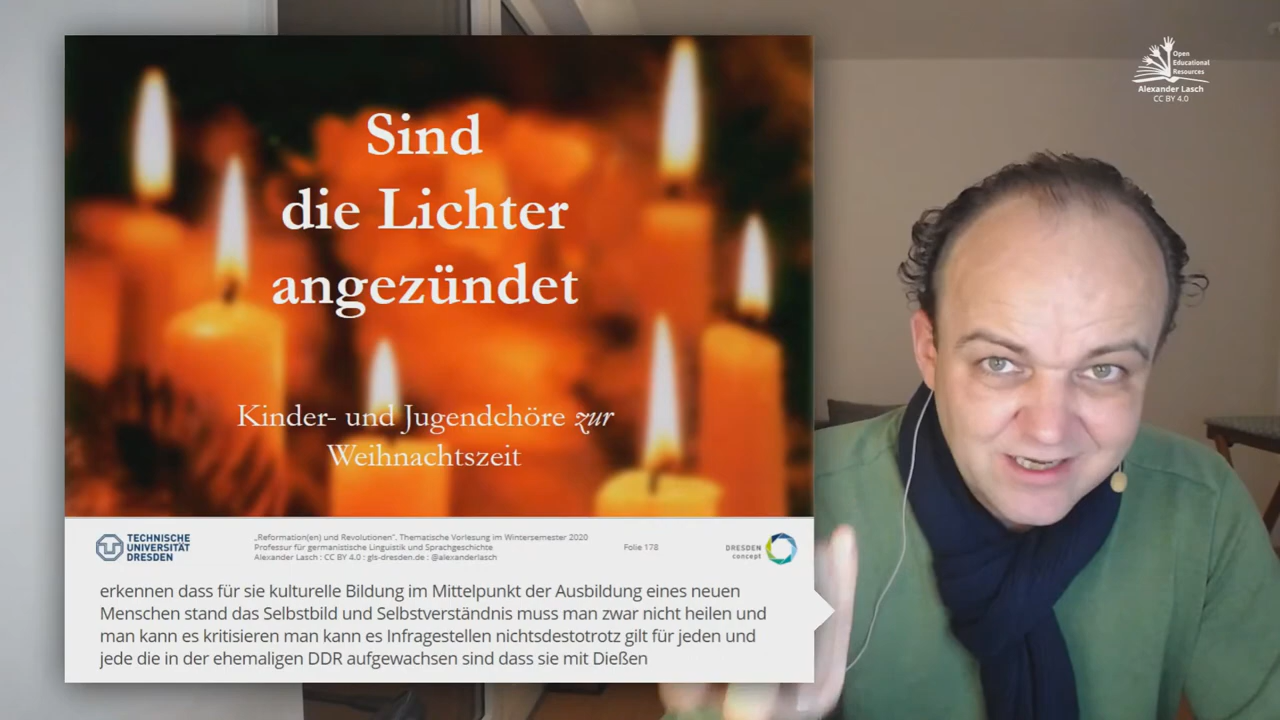 Open
Educational
Resources
Alexander Lasch
CC BY 4.0
Sind
die Lichter
angezündet
Kinder- und Jugendchöre zur
Weihnachtszeit
TECHNISCHE
UNIVERSITÄT
DRESDEN
„Reformation(en) und Revolutionen". Thematische Vorlesung im Wintersemester 2020
Professur für germanistische Linguistik und Sprachgeschichte
Alexander Lasch : CC BY 4.0 : gls-dresden.de : @alexanderlasch
Folie 178
DRESDEN
concept
erkennen dass für sie kulturelle Bildung im Mittelpunkt der Ausbildung eines neuen
Menschen stand das Selbstbild und Selbstverständnis muss man zwar nicht heilen und
man kann es kritisieren man kann es Infragestellen nichtsdestotrotz gilt für jeden und
jede die in der ehemaligen DDR aufgewachsen sind dass sie mit Dießen